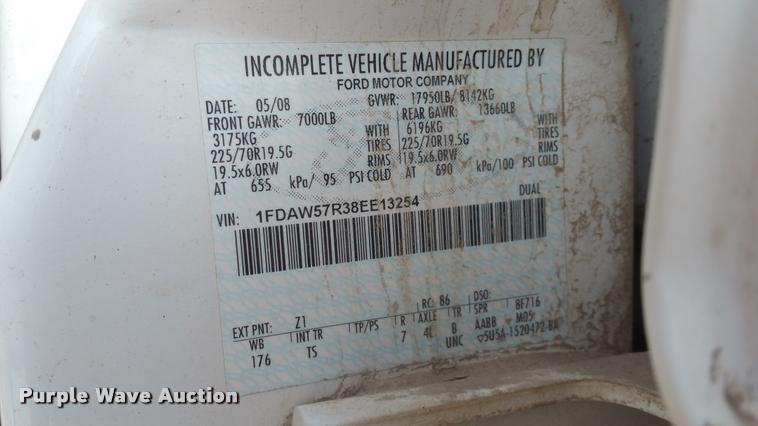 INCOMPLETE VEHICLE MANUFACTURED BY
FORD MOTOR COMPANY
DATE: 05/08 GVWR: 17950LB/ 8142KG
FRONT GAWR: 7000LB REAR GAWR: 13660LB
3175KG WITH 6196KG WITH
225/70R19.5G TIRES 225/70R19.5G TIRES
19.5x6.0RW RIMS 19.5x6.0RW RIMS
AT 655 kPa/ 95 PSI COLD AT 690 kPa/100 PSI COLD
VIN: 1FDAW57R38EE13254 DUAL
RC: 86 DSO:
EXT PNT: Z1 R AXLE TR SPR BF716
WB INT TR TP/PS 7 4L B AABB M05
176 TS UNC ▽5U5A-1520472-BA
Purple Wave Auction